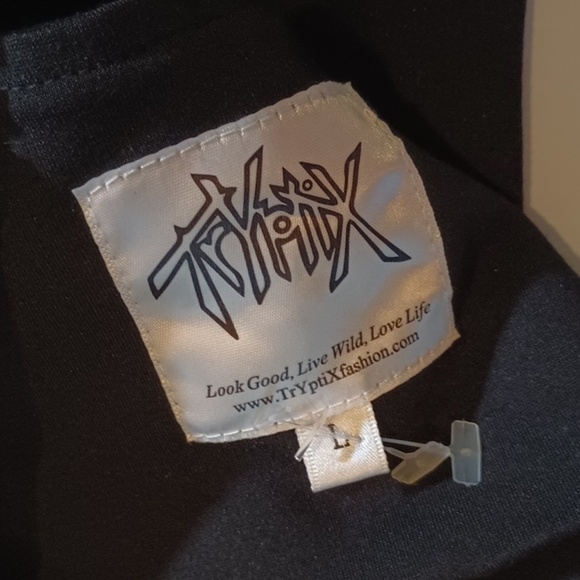 TrYptiX
Look Good, Live Wild, Love Life
www.TrYptiXfashion.com
L